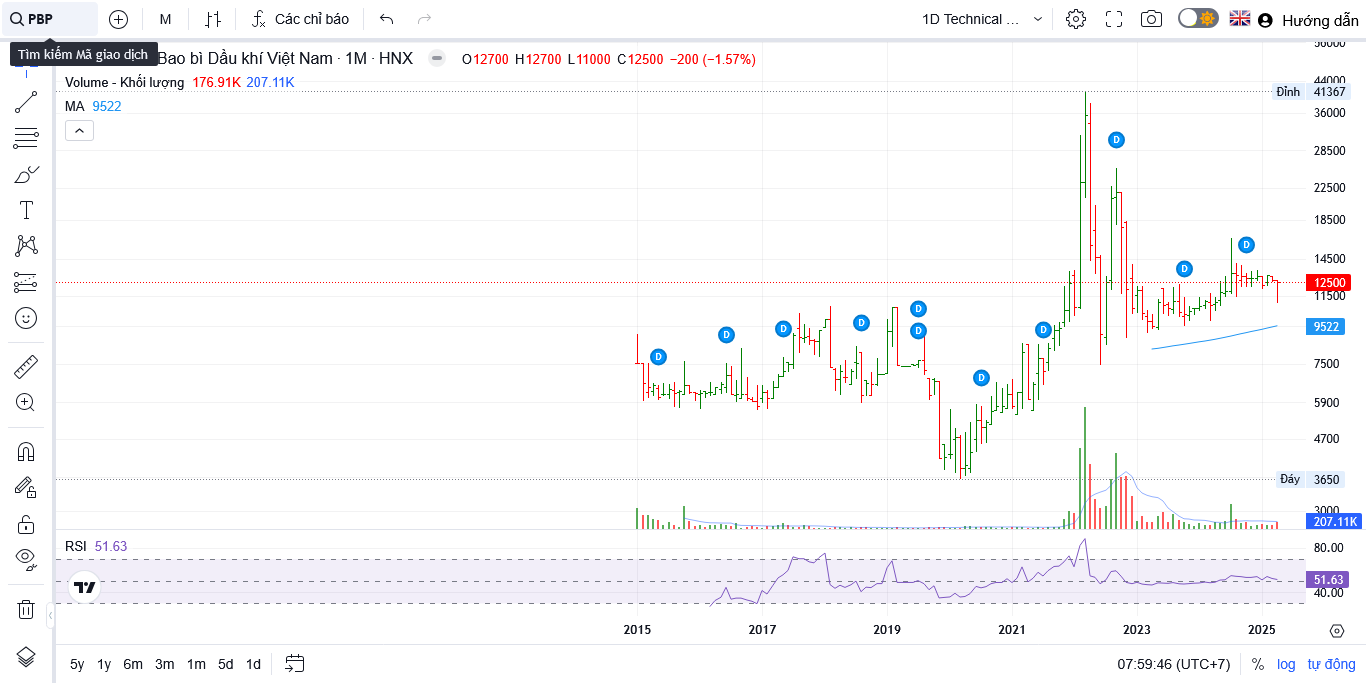 PBP
M
Các chỉ báo
1D Technical ...
Hướng dẫn
Tìm kiếm Mã giao dịch
Bao bì Dầu khí Việt Nam · 1M · HNX
O12700 H12700 L11000 C12500 −200 (−1.57%)
Volume - Khối lượng 176.91K 207.11K
MA 9522
56000
44000
Đỉnh 41367
36000
28500
22500
18500
14500
12500
11500
9522
7500
5900
4700
Đáy 3650
3000
207.11K
D
D
D
D
D
D
D
D
D
D
D
RSI 51.63
80.00
51.63
40.00
2015 2017 2019 2021 2023 2025
5y 1y 6m 3m 1m 5d 1d
07:59:46 (UTC+7)
% log tự động